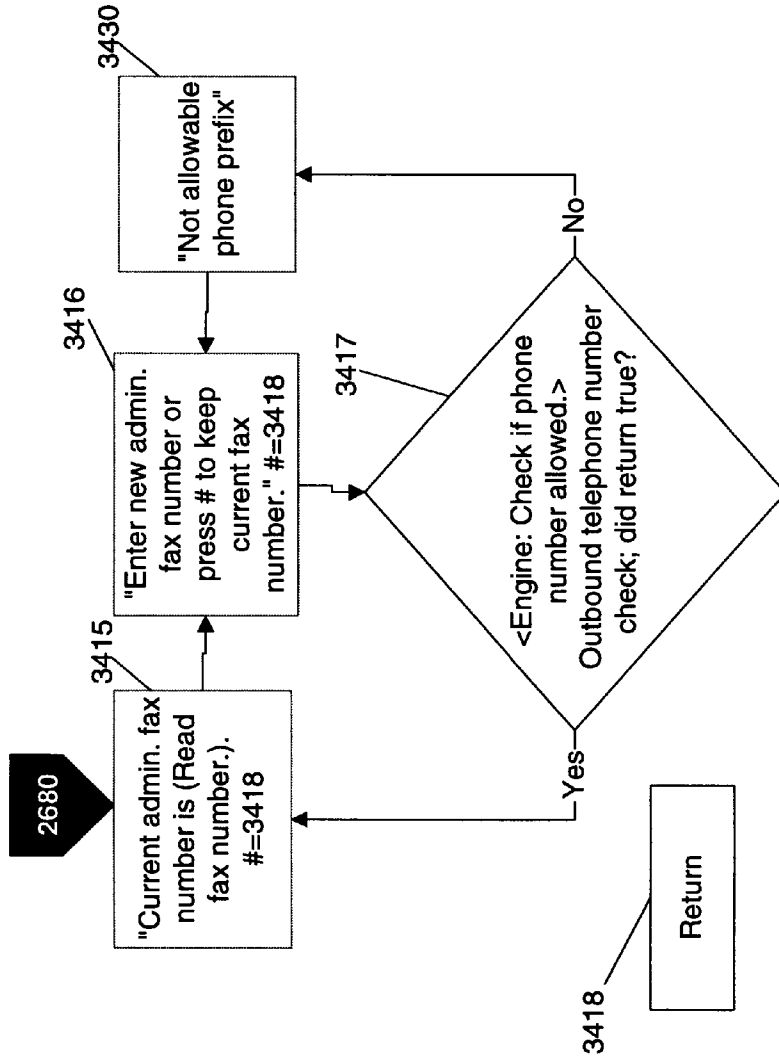 2680
3415
"Current admin. fax
number is (Read
fax number.).
#=3418
3416
"Enter new admin.
fax number or
press # to keep
current fax
number." #=3418
3430
"Not allowable
phone prefix"
3417
<Engine: Check if phone
number allowed.>
Outbound telephone number
check; did return true?
Yes
No
3418
Return